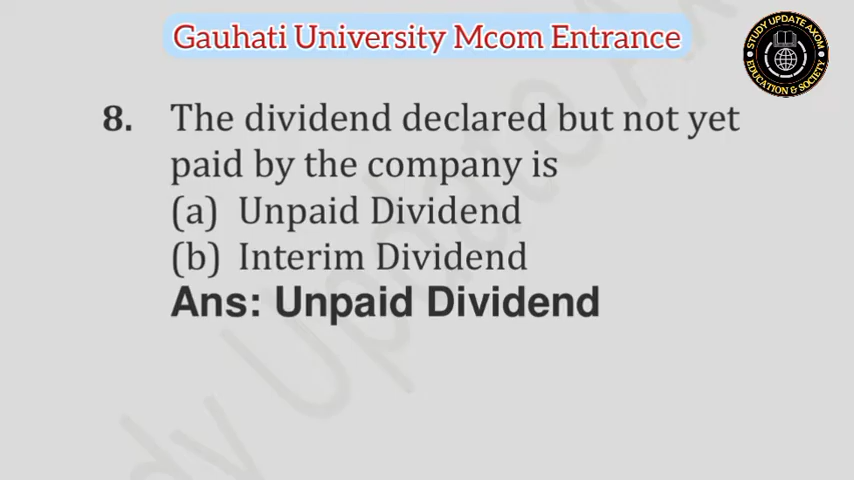 Gauhati University Mcom Entrance
STUDY UPDATE AXOM
EDUCATION & SOCIETY
8. The dividend declared but not yet
paid by the company is
(a) Unpaid Dividend
(b) Interim Dividend
Ans: Unpaid Dividend